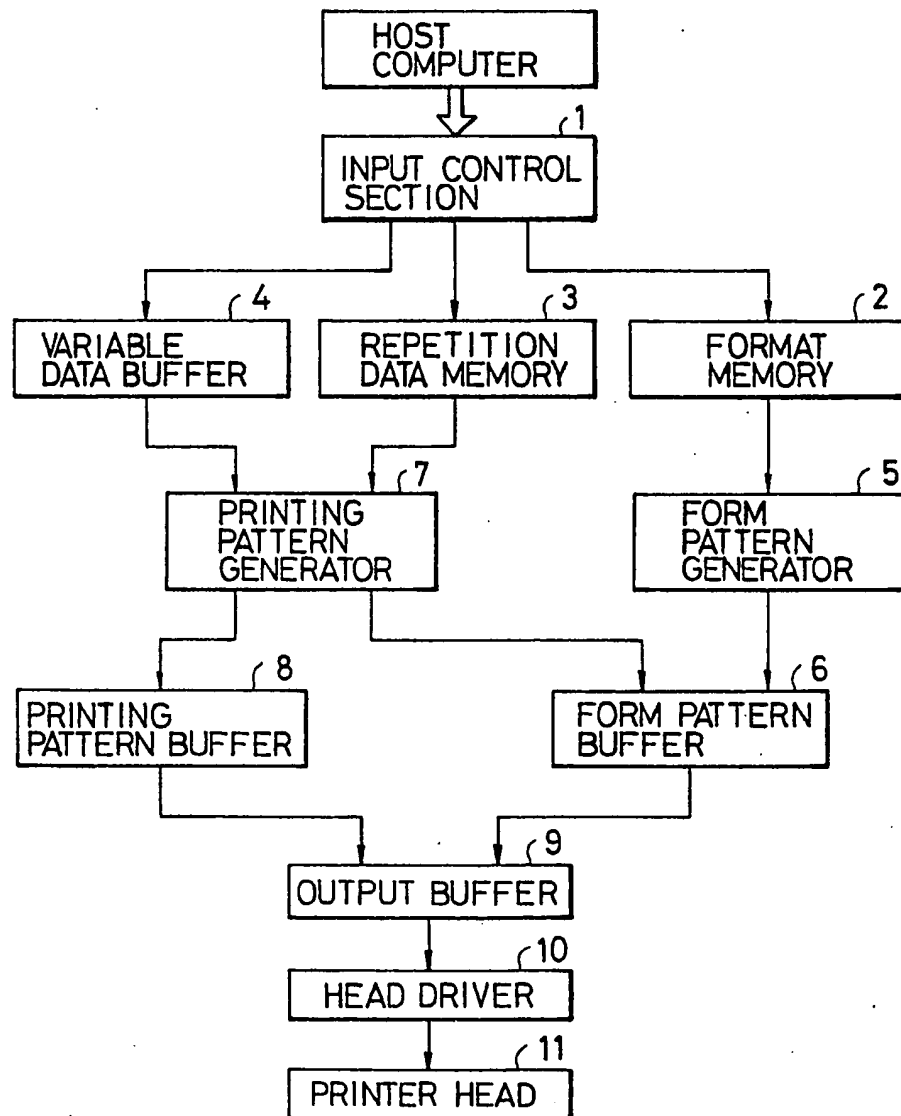 HOST
COMPUTER
1
INPUT CONTROL
SECTION
4
3
2
VARIABLE
DATA BUFFER
REPETITION
DATA MEMORY
FORMAT
MEMORY
7
5
PRINTING
PATTERN
GENERATOR
FORM
PATTERN
GENERATOR
8
6
PRINTING
PATTERN BUFFER
FORM PATTERN
BUFFER
9
OUTPUT BUFFER
10
HEAD DRIVER
11
PRINTER HEAD